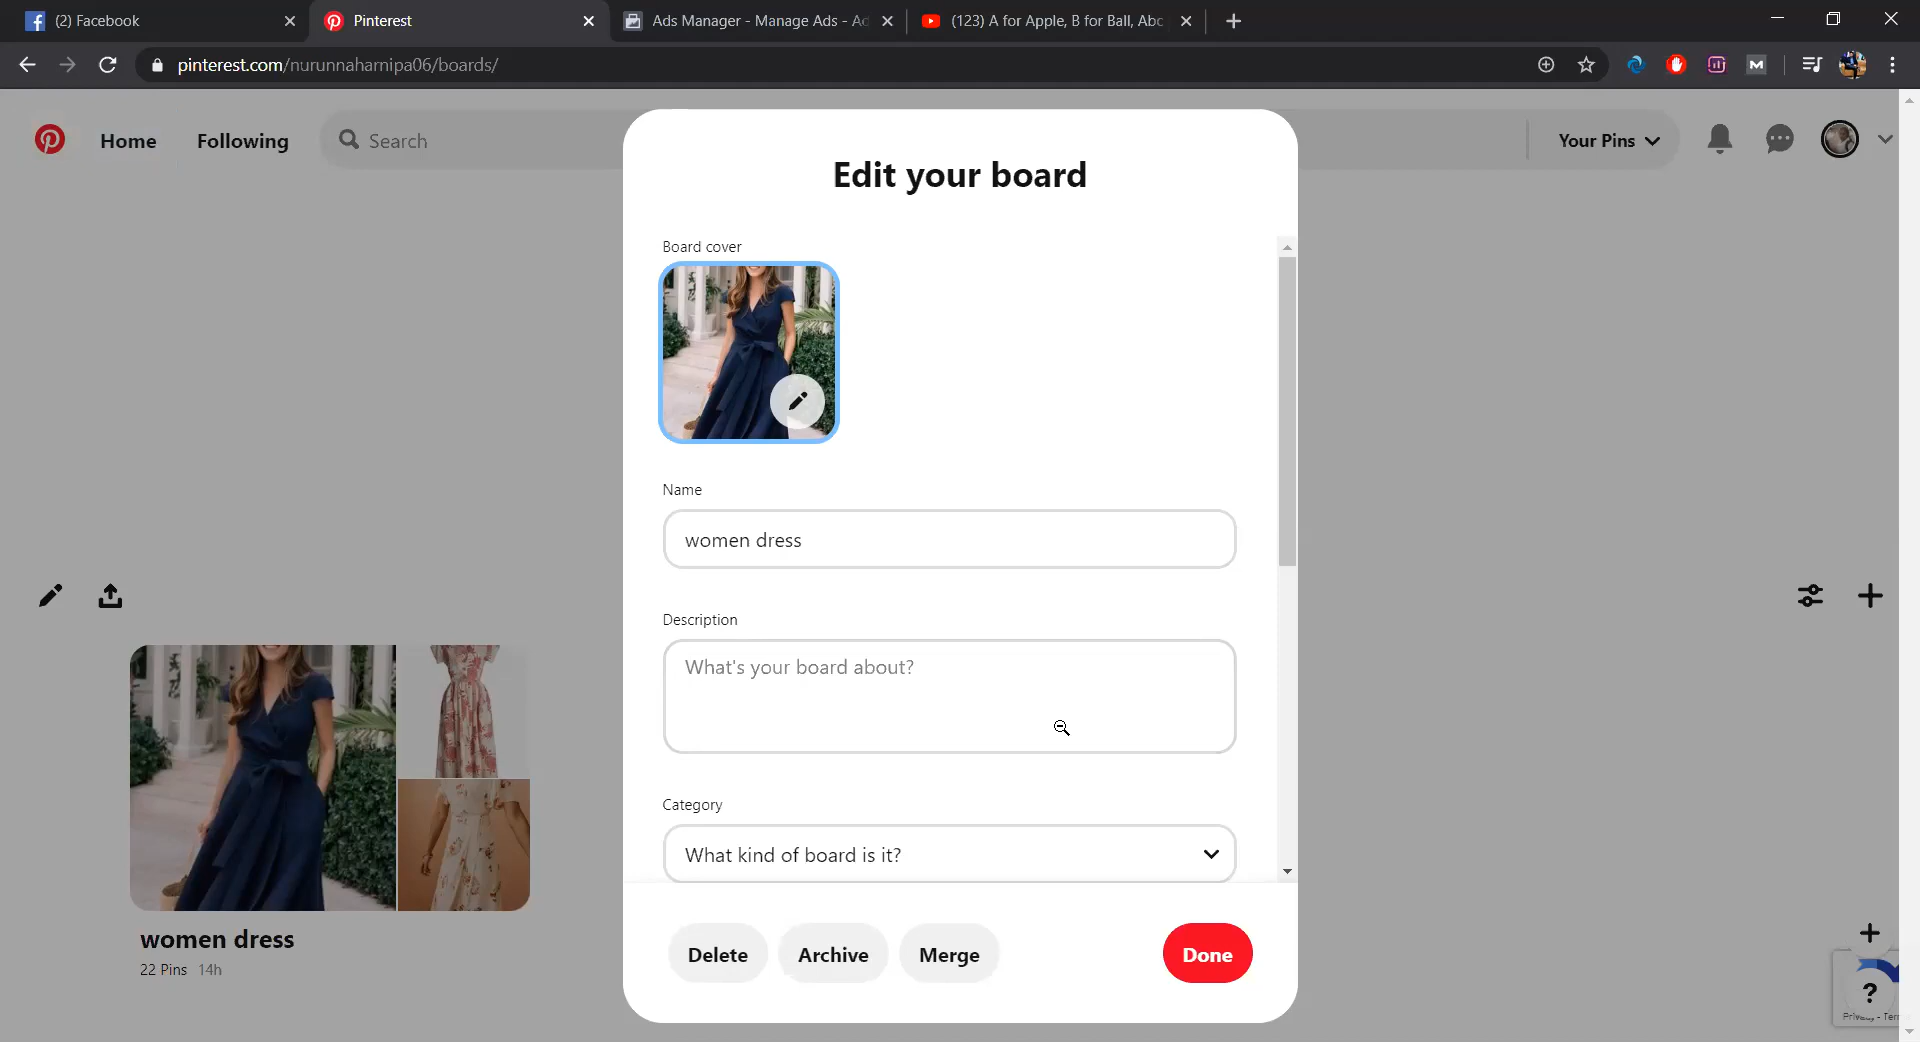 (2) Facebook
Pinterest
Ads Manager - Manage Ads - Ad
(123) A for Apple, B for Ball, Abc
pinterest.com/nurunnaharnipa06/boards/
Home
Following
Search
Your Pins
Edit your board
Board cover
Name
women dress
Description
What's your board about?
Category
What kind of board is it?
Delete
Archive
Merge
Done
women dress
22 Pins 14h
?